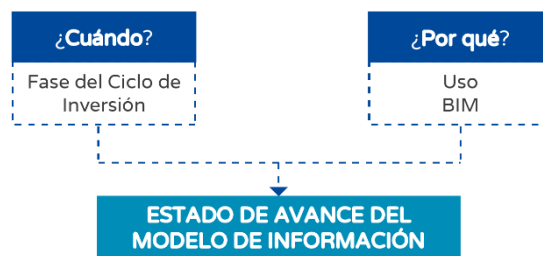 ¿Cuándo?
Fase del Ciclo de
Inversión
¿Por qué?
Uso
BIM
ESTADO DE AVANCE DEL
MODELO DE INFORMACIÓN